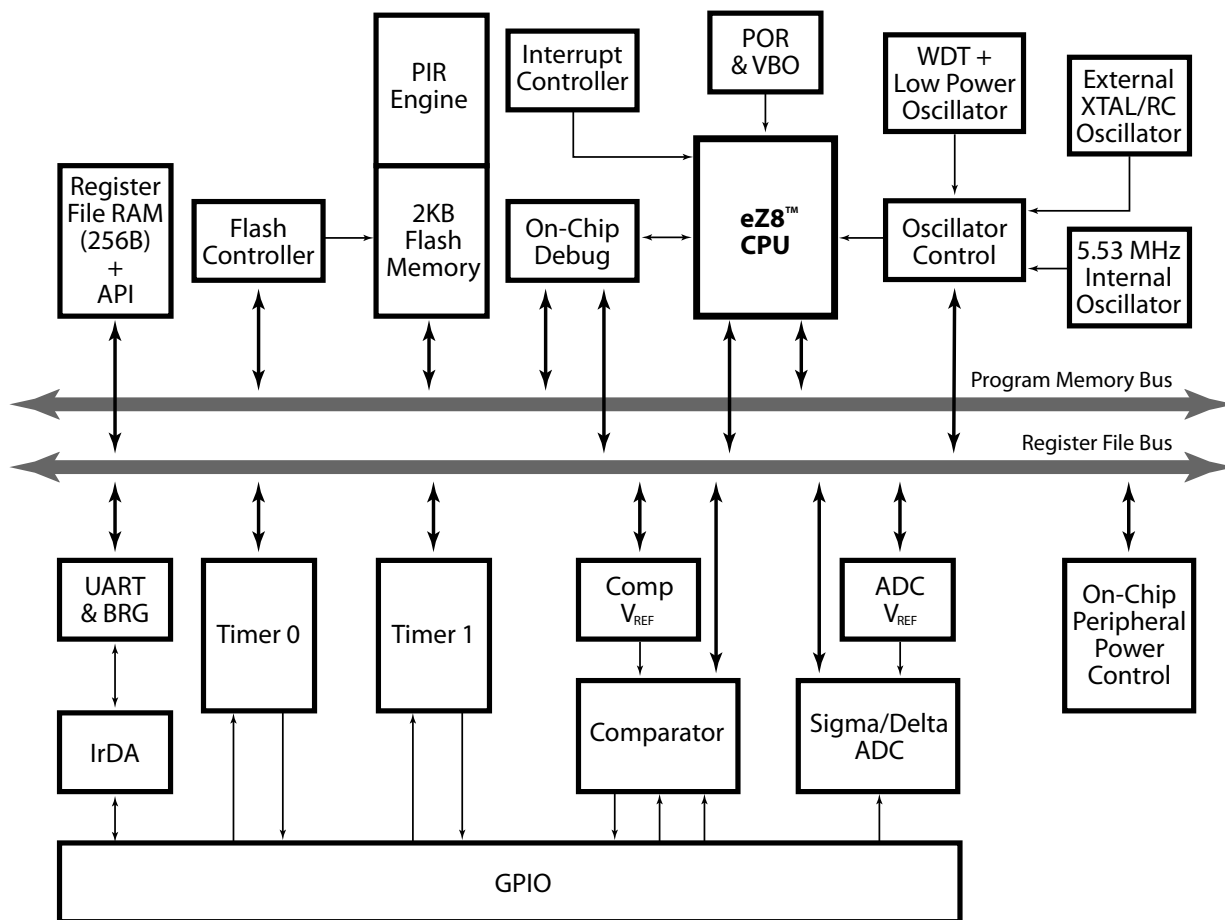 PIR
Engine
Interrupt
Controller
POR
& VBO
WDT +
Low Power
Oscillator
External
XTAL/RC
Oscillator
Register
File RAM
(256B)
+
API
Flash
Controller
2KB
Flash
Memory
On-Chip
Debug
eZ8™
CPU
Oscillator
Control
5.53 MHz
Internal
Oscillator
Program Memory Bus
Register File Bus
UART
& BRG
Timer 0
Timer 1
Comp
VREF
ADC
VREF
On-Chip
Peripheral
Power
Control
IrDA
Comparator
Sigma/Delta
ADC
GPIO